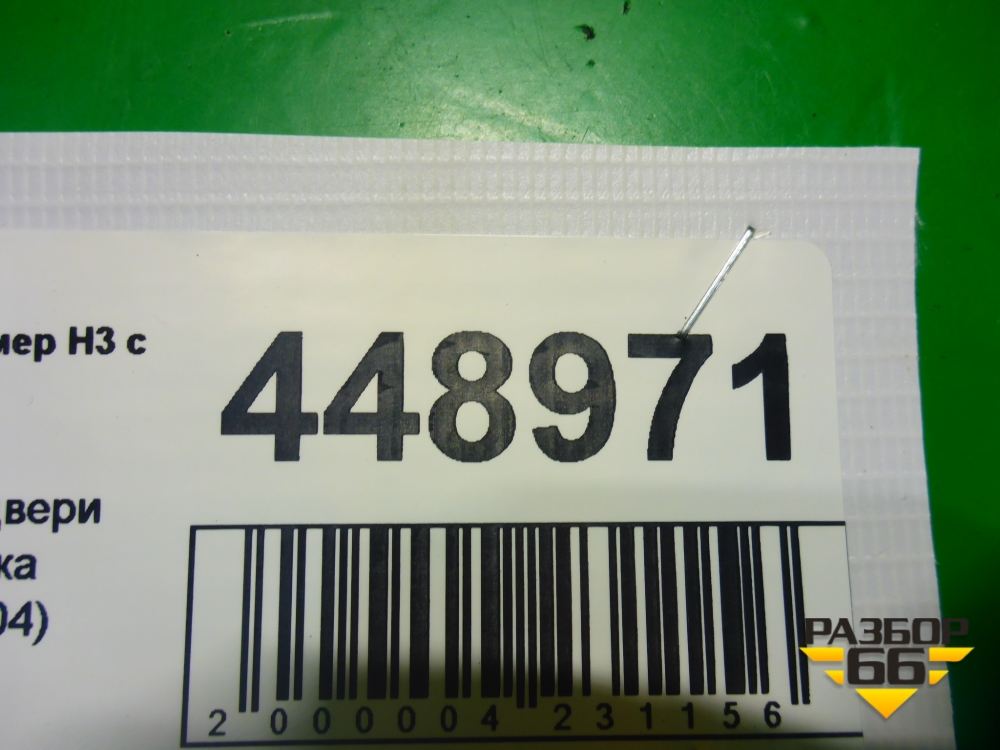 мер Н3 с
448971
двери
ка
04)
2 000004 231156
РАЗБОР
66